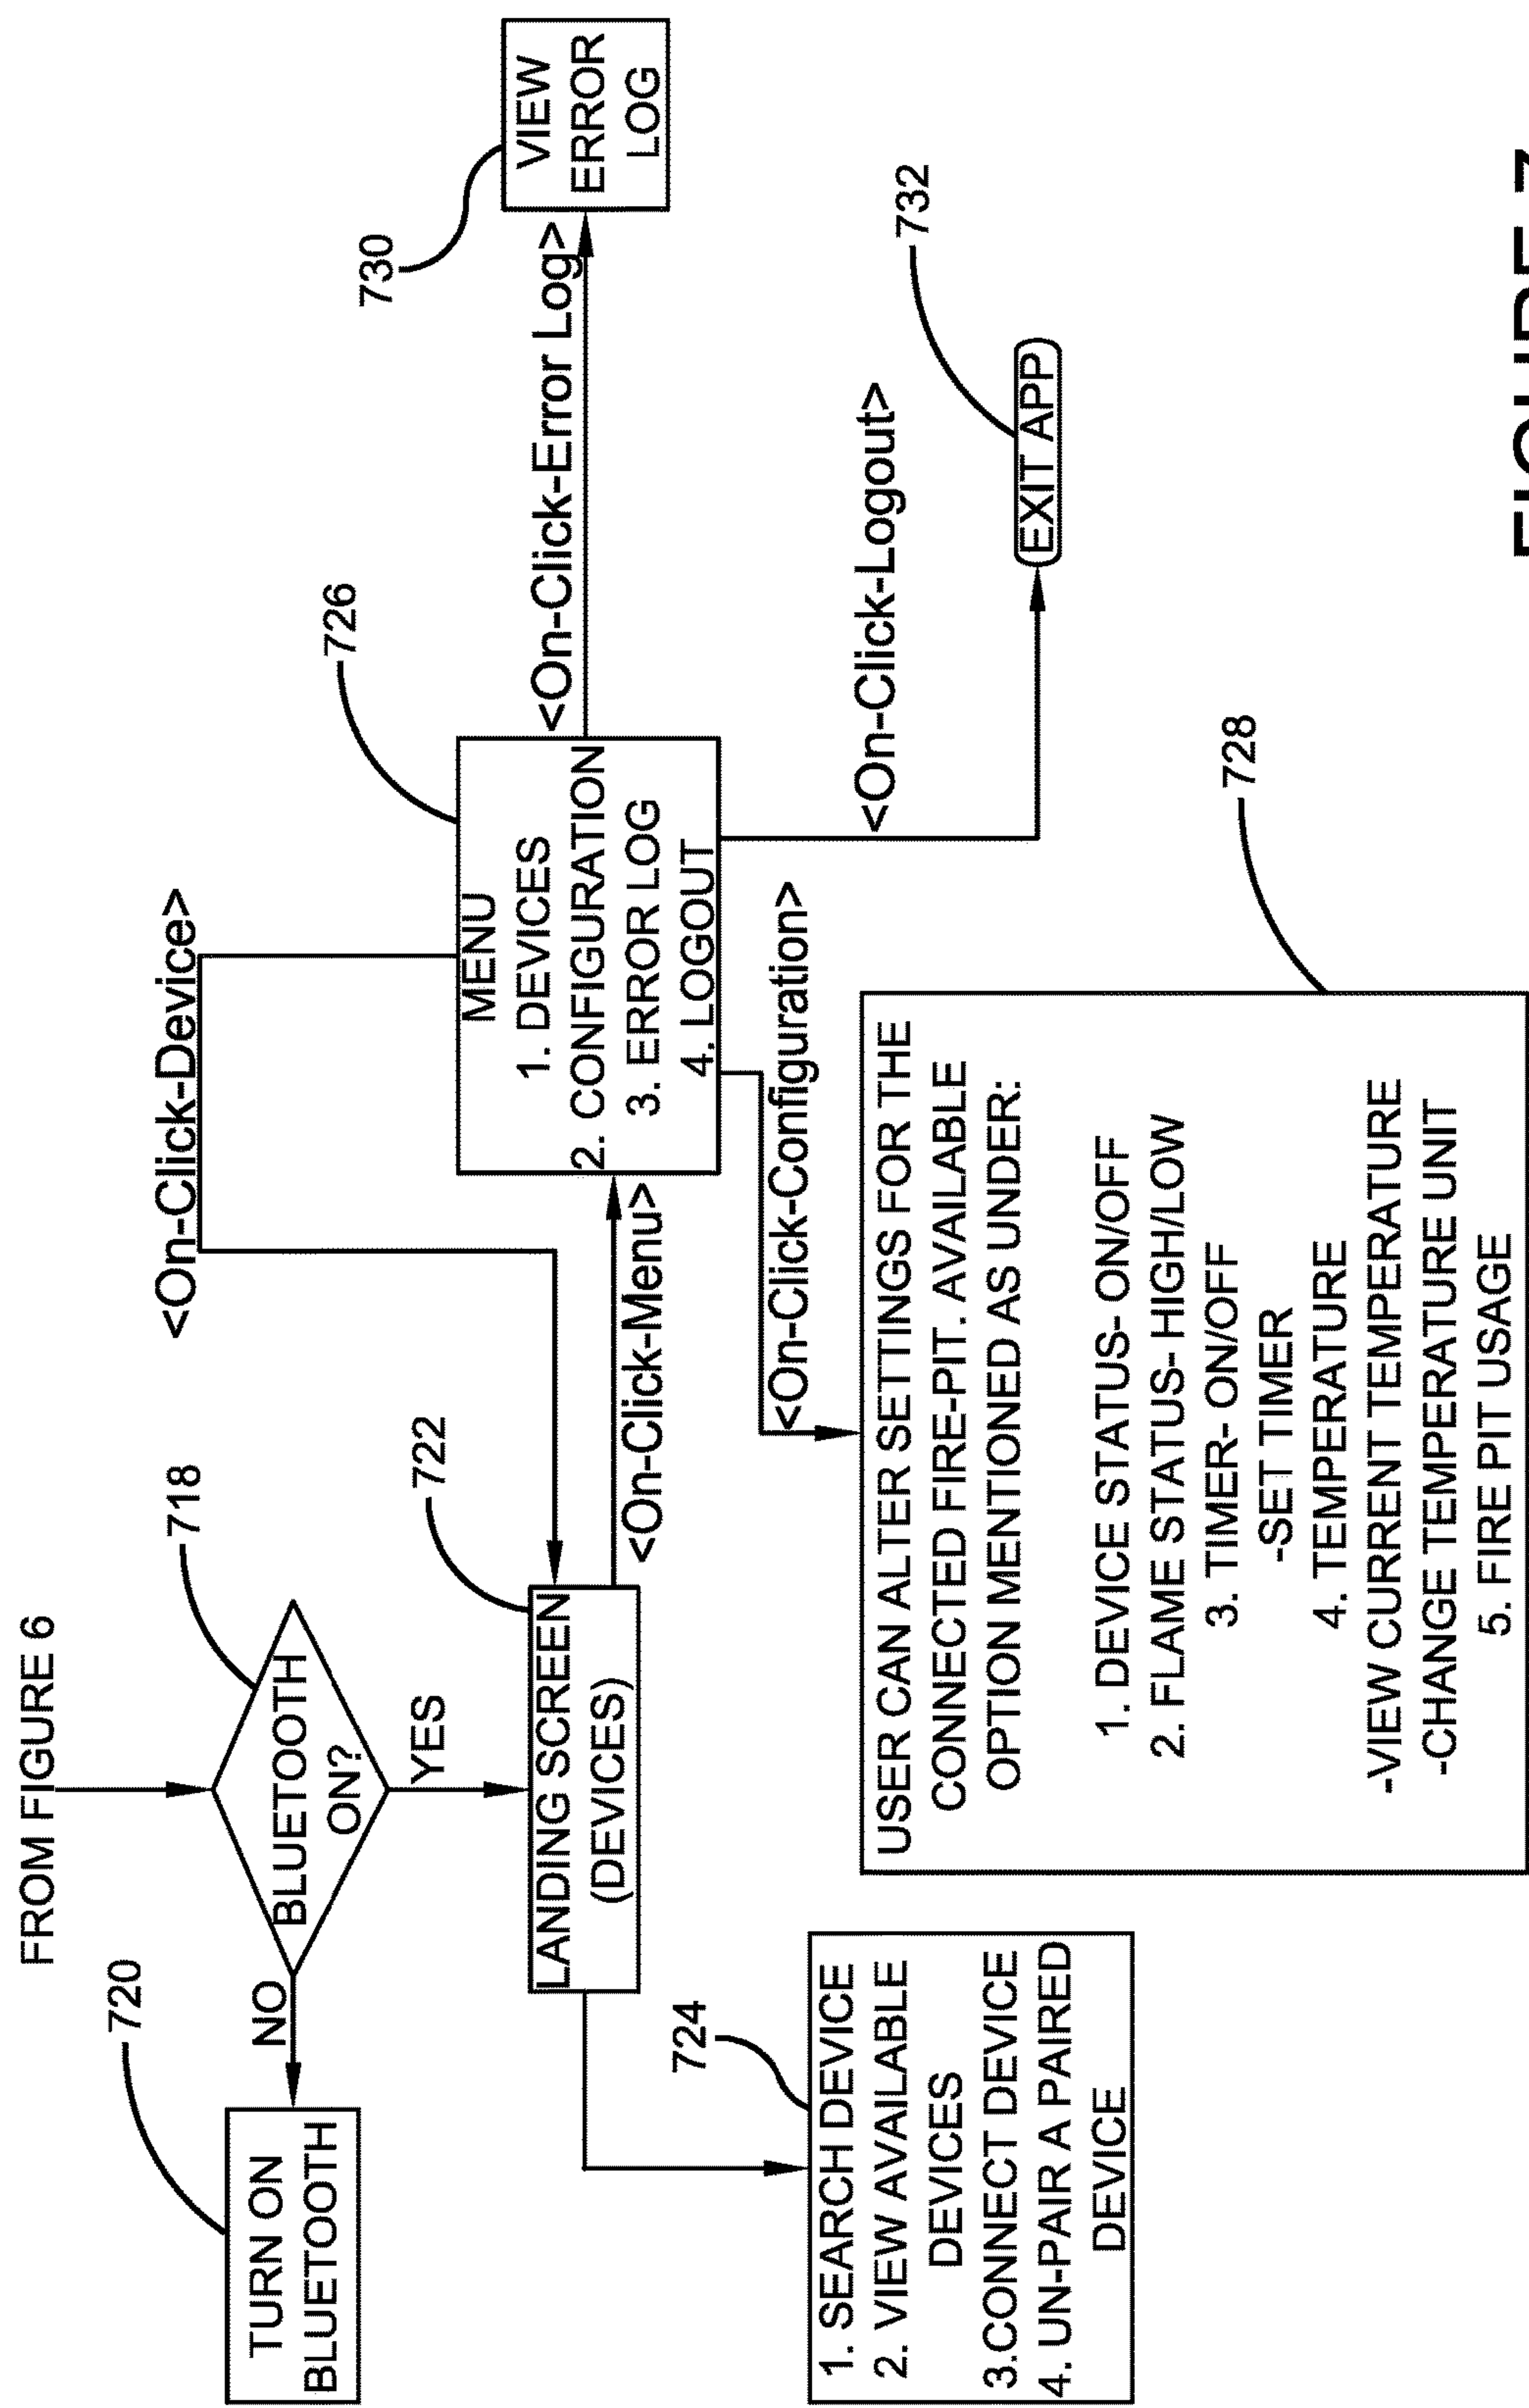 FROM FIGURE 6
718
BLUETOOTH
ON?
NO
720
TURN ON
BLUETOOTH
YES
722
LANDING SCREEN
(DEVICES)
724
1. SEARCH DEVICE
2. VIEW AVAILABLE
DEVICES
3.CONNECT DEVICE
4. UN-PAIR A PAIRED
DEVICE
<On-Click-Device>
<On-Click-Menu>
726
MENU
1. DEVICES
2. CONFIGURATION
3. ERROR LOG
4. LOGOUT
<On-Click-Error Log>
730
VIEW
ERROR
LOG
<On-Click-Logout>
732
EXIT APP
<On-Click-Configuration>
728
USER CAN ALTER SETTINGS FOR THE
CONNECTED FIRE-PIT. AVAILABLE
OPTION MENTIONED AS UNDER:
1. DEVICE STATUS- ON/OFF
2. FLAME STATUS- HIGH/LOW
3. TIMER- ON/OFF
-SET TIMER
4. TEMPERATURE
-VIEW CURRENT TEMPERATURE
-CHANGE TEMPERATURE UNIT
5. FIRE PIT USAGE
FIGURE 7